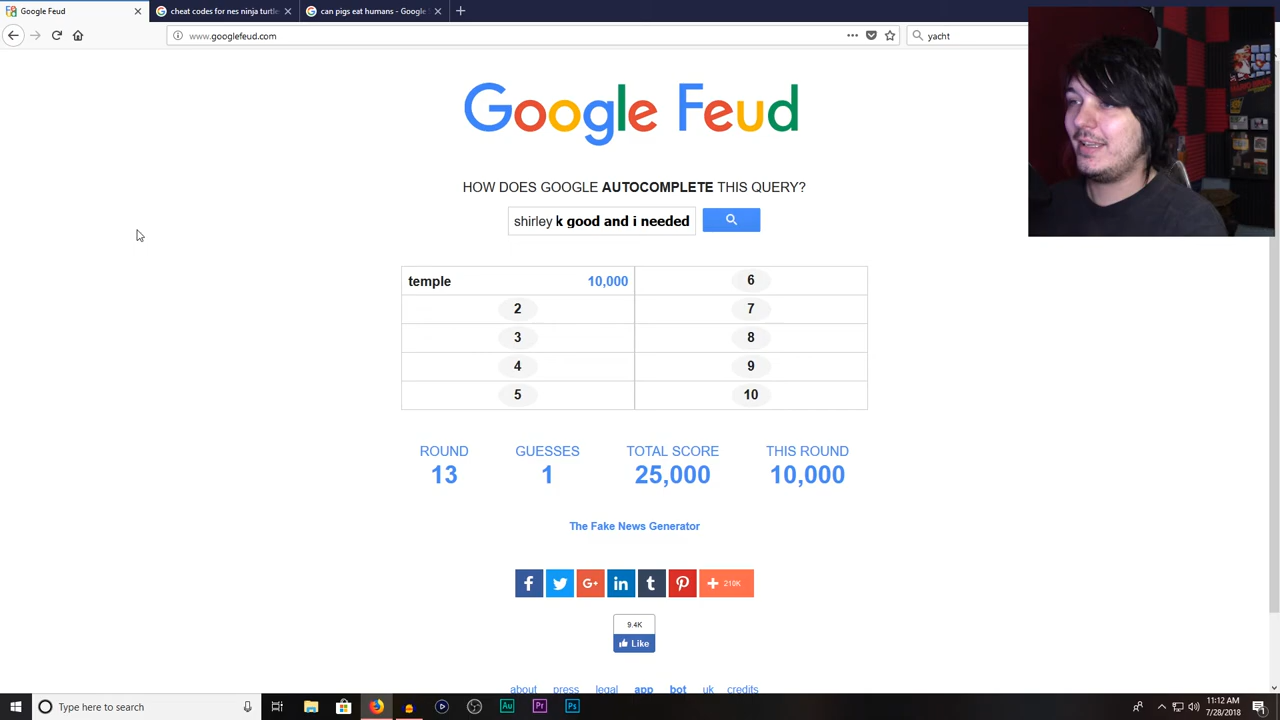 Google Feud
cheat codes for nes ninja turtle
can pigs eat humans - Google
www.googlefeud.com
yacht
Google Feud
HOW DOES GOOGLE AUTOCOMPLETE THIS QUERY?
shirley k good and i needed
temple 10,000 6
2 7
3 8
4 9
5 10
ROUND GUESSES TOTAL SCORE THIS ROUND
13 1 25,000 10,000
The Fake News Generator
210K
9.4K
Like
about press legal app bot uk credits
Type here to search
Au Pr Ps
11:12 AM
7/28/2018